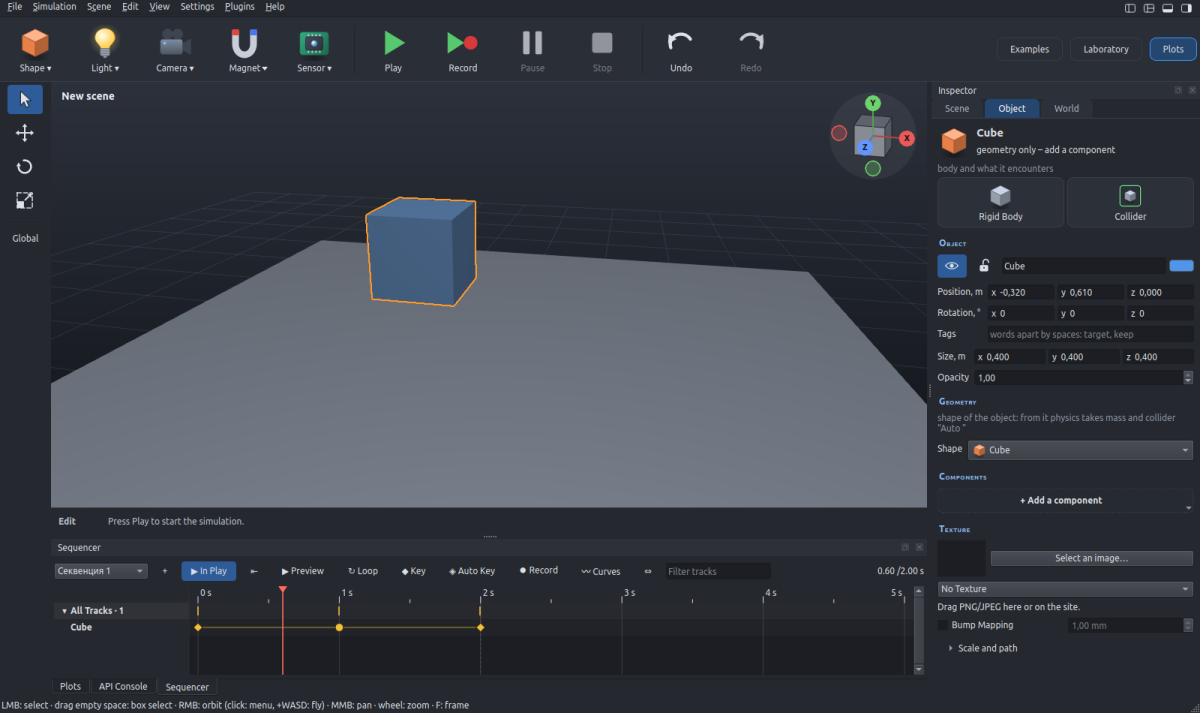 File Simulation Scene Edit View Settings Plugins Help
Shape ▾ Light ▾ Camera ▾ Magnet ▾ Sensor ▾ Play Record Pause Stop Undo Redo Examples Laboratory Plots
New scene
Y
X
Z
Global
Inspector
Scene Object World
Cube
geometry only – add a component
body and what it encounters
Rigid Body Collider
Object
Cube
Position, m x -0,320 y 0,610 z 0,000
Rotation, ° x 0 y 0 z 0
Tags words apart by spaces: target, keep
Size, m x 0,400 y 0,400 z 0,400
Opacity 1,00
Geometry
shape of the object: from it physics takes mass and collider
"Auto "
Shape Cube
Components
+ Add a component
Texture
Select an image...
No Texture
Drag PNG/JPEG here or on the site.
Bump Mapping 1,00 mm
Scale and path
Edit Press Play to start the simulation.
Sequencer
Секвенция 1 + ▶ In Play ⇤ ▶ Preview ↻ Loop ◆ Key ◈ Auto Key ● Record Curves ⇔ Filter tracks 0.60 /2.00 s
0 s 1 s 2 s 3 s 4 s 5 s
▾ All Tracks · 1
Cube
Plots API Console Sequencer
LMB: select · drag empty space: box select · RMB: orbit (click: menu, +WASD: fly) · MMB: pan · wheel: zoom · F: frame